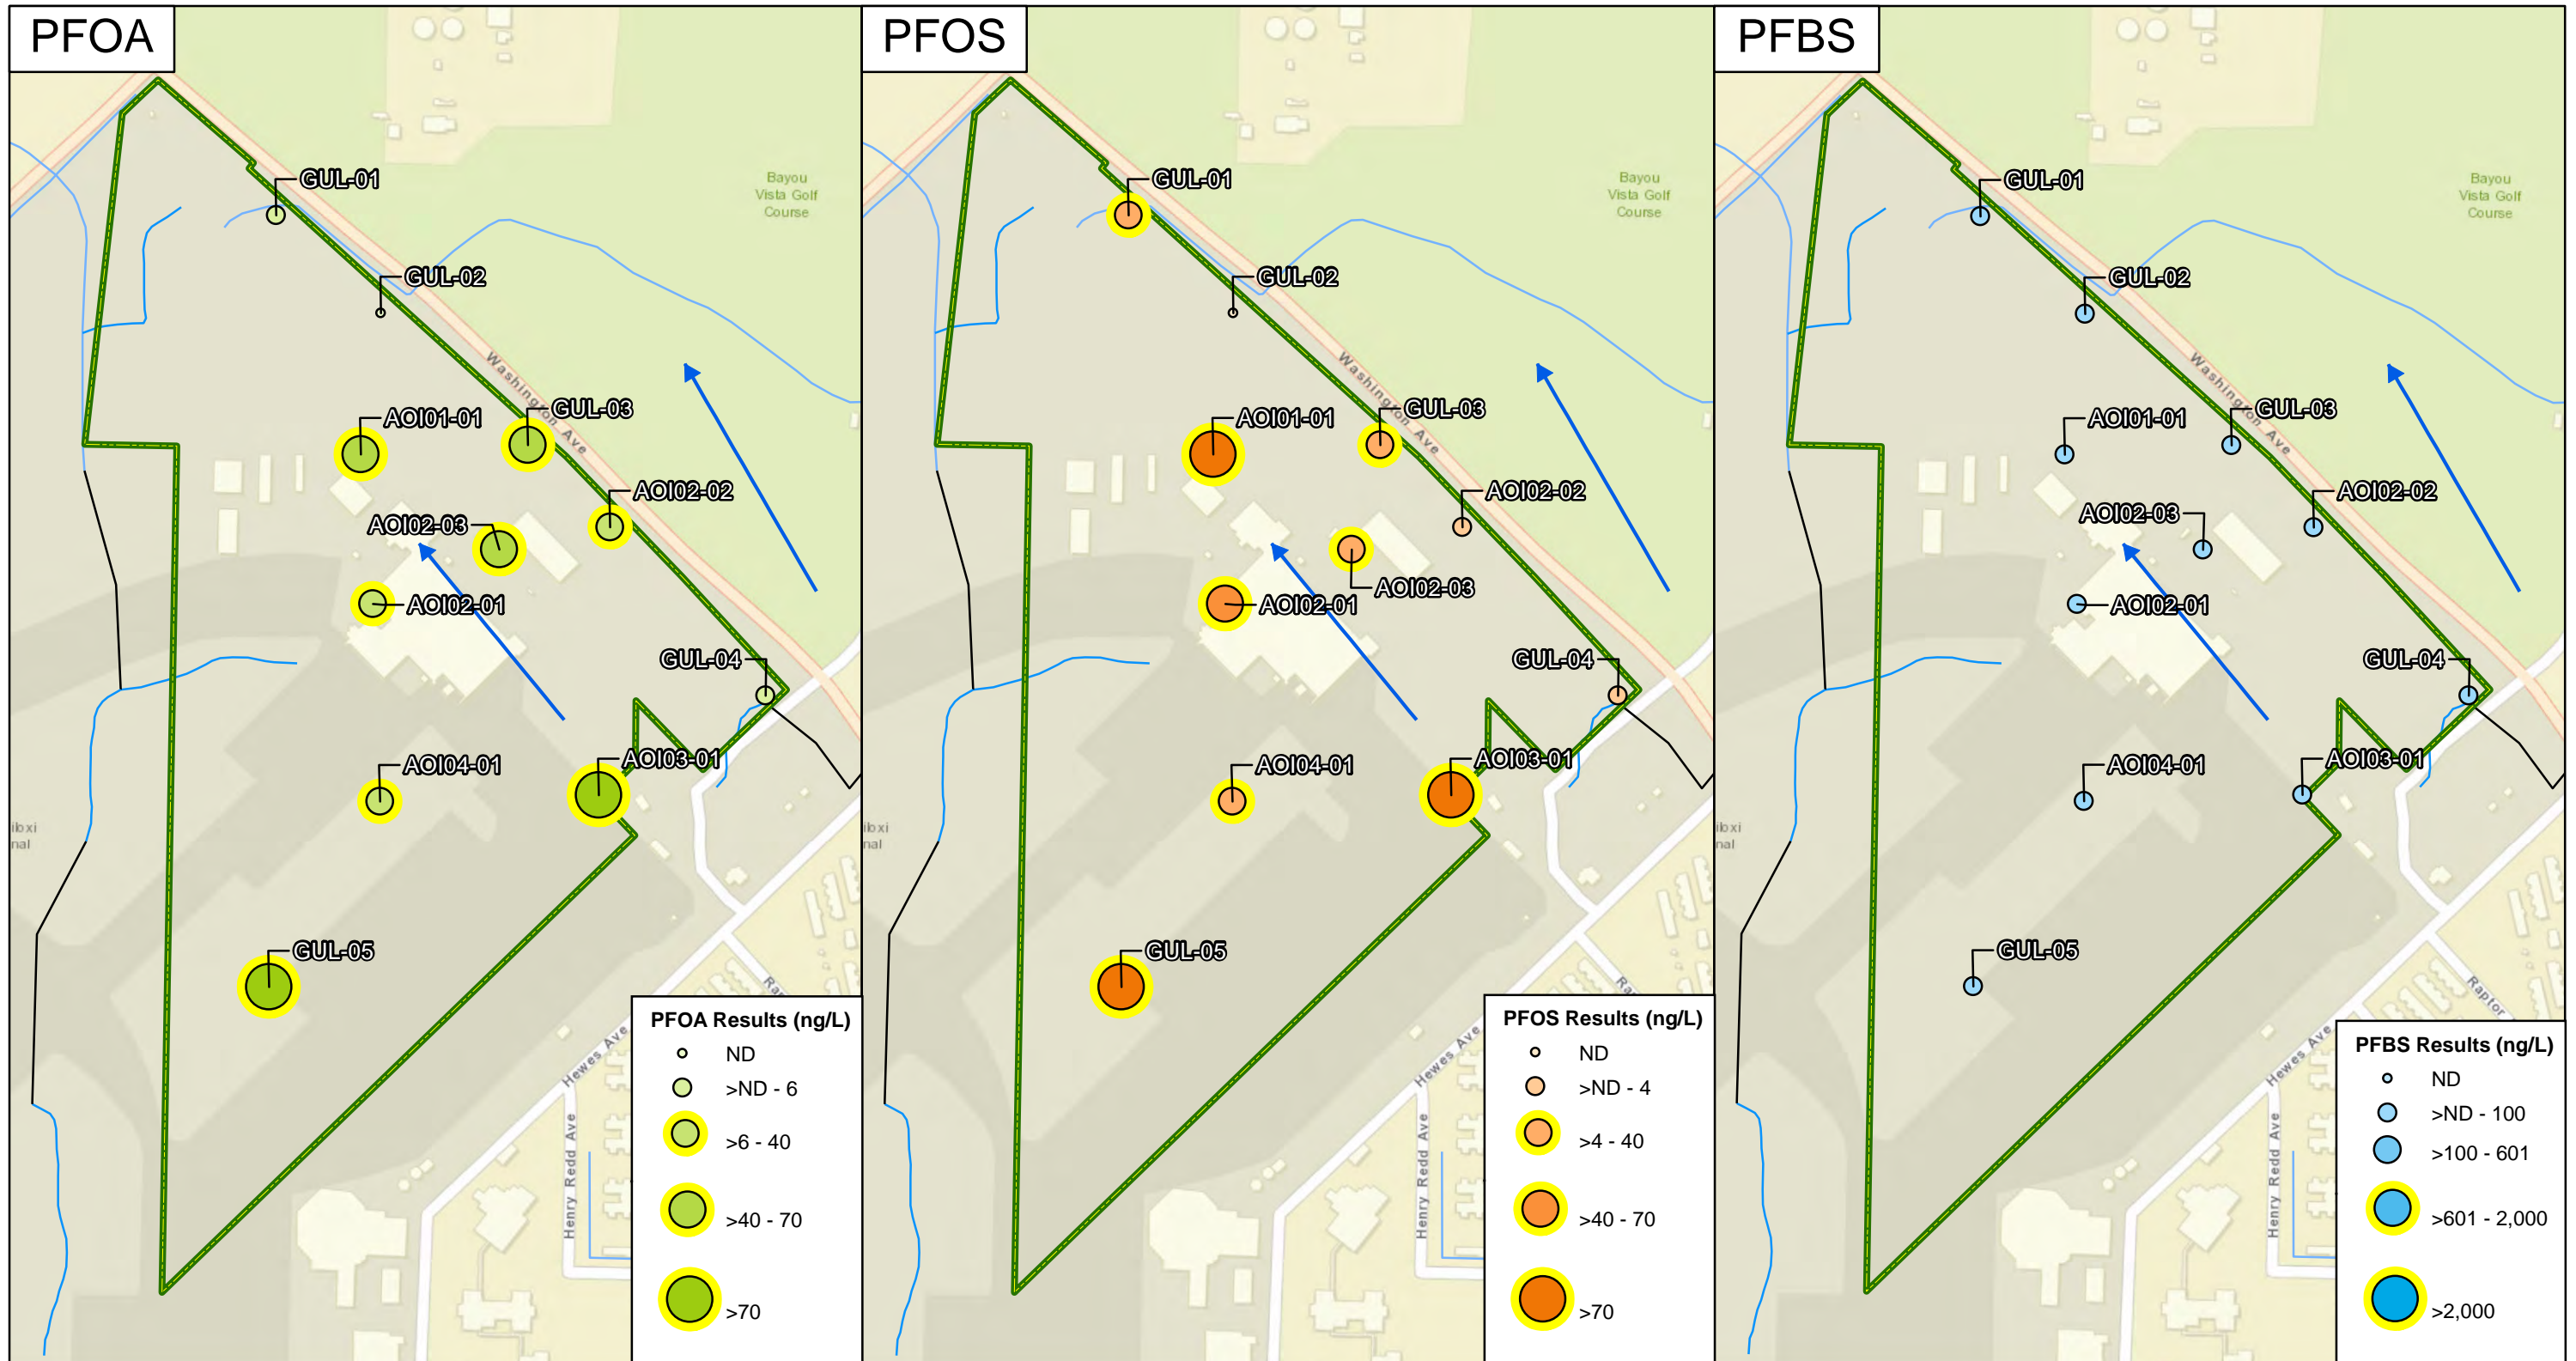 PFOA
GUL-01
Bayou
Vista Golf
Course
GUL-02
Washington Ave
AOI01-01
GUL-03
AOI02-02
AOI02-03
AOI02-01
GUL-04
AOI04-01
AOI03-01
GUL-05
Hewes Ave
Henry Redd Ave
PFOA Results (ng/L)
ND
>ND - 6
>6 - 40
>40 - 70
>70
PFOS
GUL-01
Bayou
Vista Golf
Course
GUL-02
Washington Ave
AOI01-01
GUL-03
AOI02-02
AOI02-03
AOI02-01
GUL-04
AOI04-01
AOI03-01
GUL-05
Hewes Ave
Henry Redd Ave
PFOS Results (ng/L)
ND
>ND - 4
>4 - 40
>40 - 70
>70
PFBS
GUL-01
Bayou
Vista Golf
Course
GUL-02
Washington Ave
AOI01-01
GUL-03
AOI02-02
AOI02-03
AOI02-01
GUL-04
AOI04-01
AOI03-01
GUL-05
Raptor
Hewes Ave
Henry Redd Ave
PFBS Results (ng/L)
ND
>ND - 100
>100 - 601
>601 - 2,000
>2,000